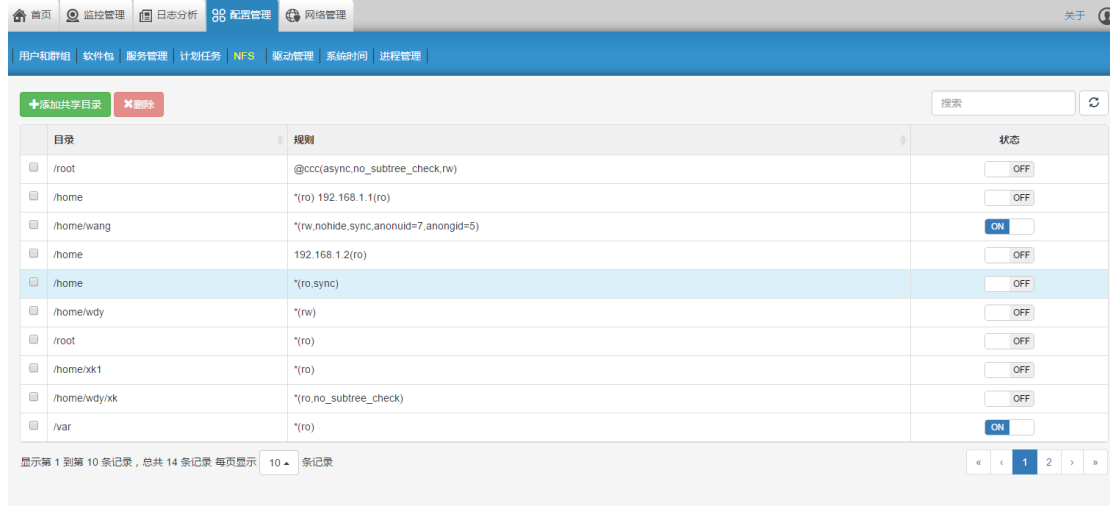 首页 监控管理 日志分析 配置管理 网络管理 关于
用户和群组 软件包 服务管理 计划任务 NFS 驱动管理 系统时间 进程管理
添加共享目录 删除 搜索
目录 规则 状态
/root @ccc(async,no_subtree_check,rw) OFF
/home *(ro) 192.168.1.1(ro) OFF
/home/wang *(rw,nohide,sync,anonuid=7,anongid=5) ON
/home 192.168.1.2(ro) OFF
/home *(ro,sync) OFF
/home/wdy *(rw) OFF
/root *(ro) OFF
/home/xk1 *(ro) OFF
/home/wdy/xk *(ro,no_subtree_check) OFF
/var *(ro) ON
显示第 1 到第 10 条记录，总共 14 条记录 每页显示 10 条记录 « ‹ 1 2 › »